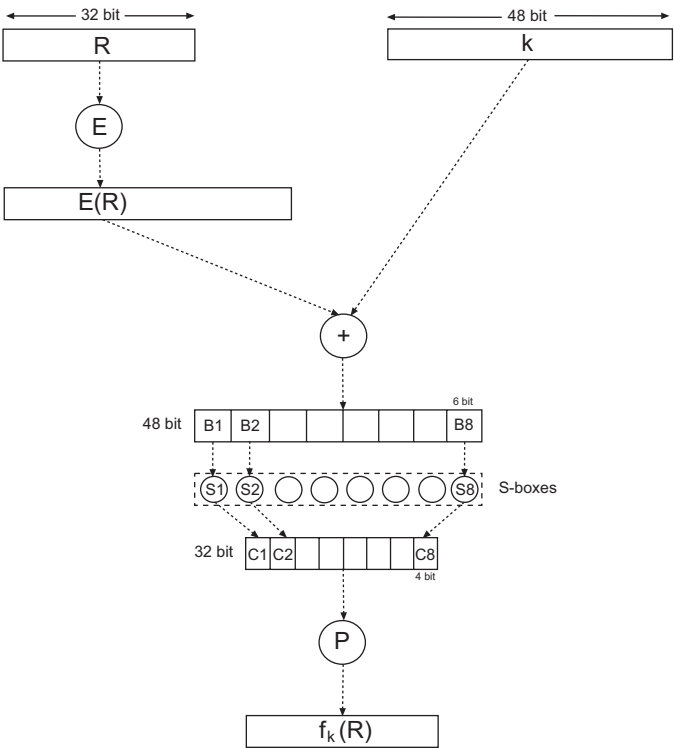 32 bit
48 bit
R
k
E
E(R)
+
6 bit
48 bit B1 B2 B8
S1 S2 S8 S-boxes
32 bit C1 C2 C8
4 bit
P
fₖ(R)